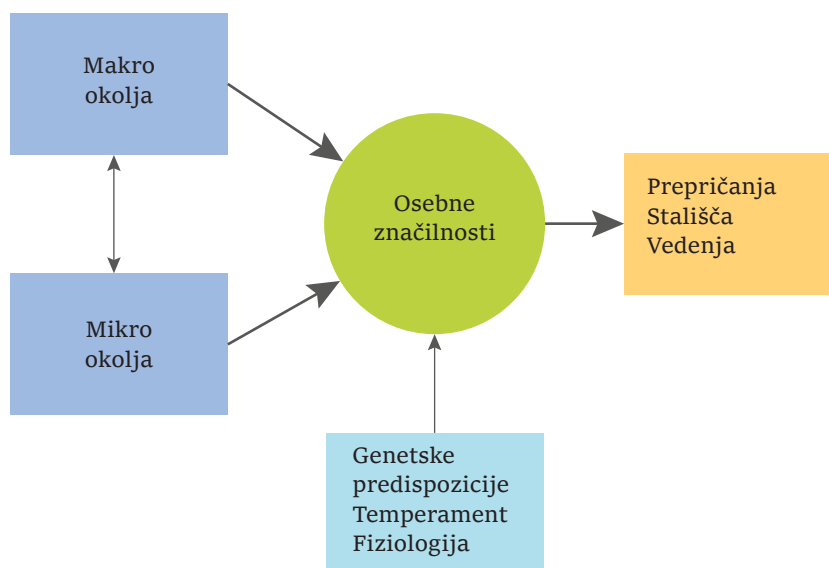 Makro
okolja
Mikro
okolja
Osebne
značilnosti
Prepričanja
Stališča
Vedenja
Genetske
predispozicije
Temperament
Fiziologija